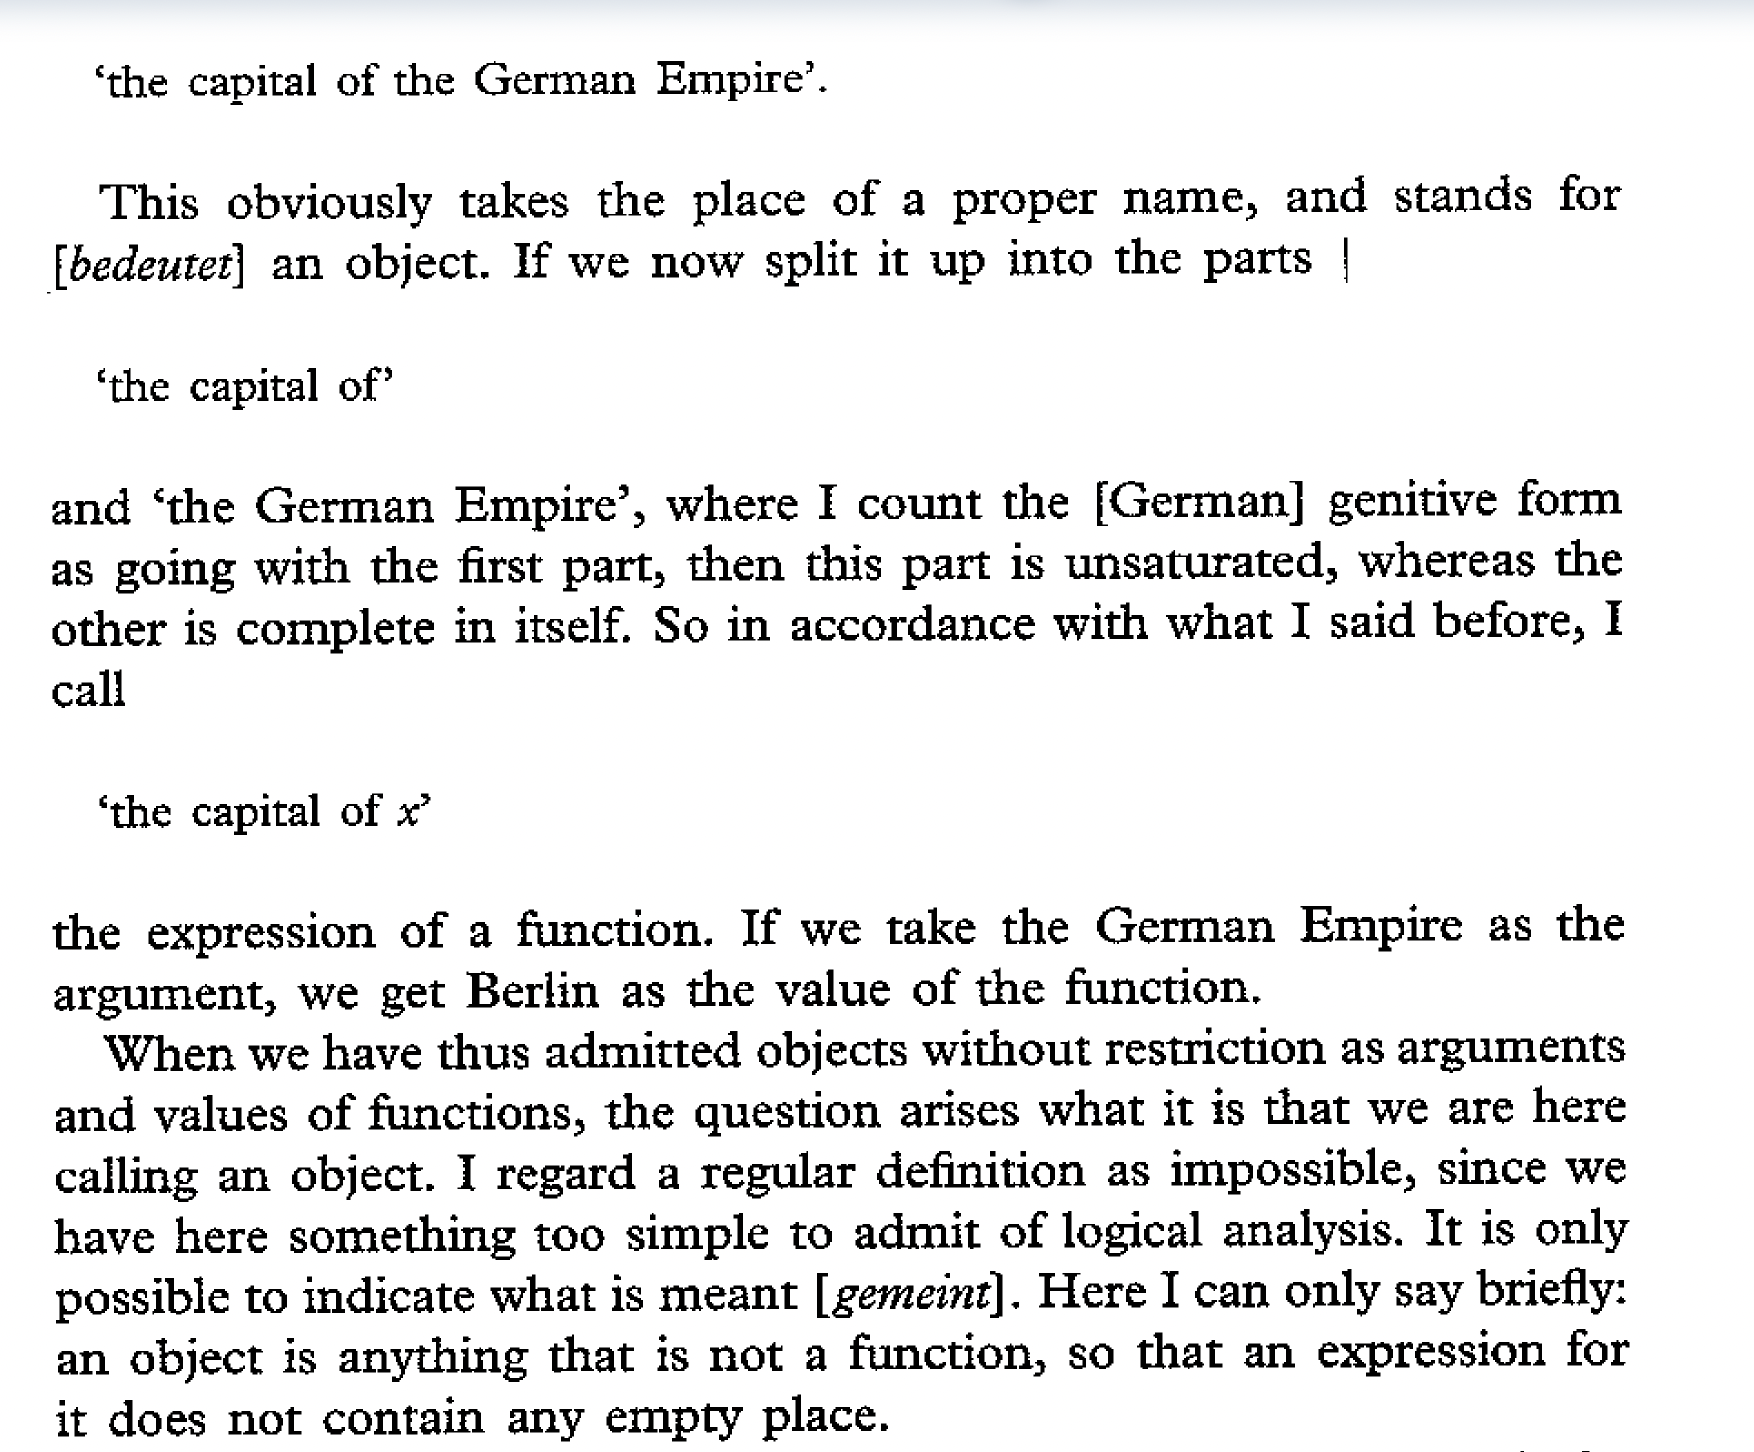 ‘the capital of the German Empire’.
This obviously takes the place of a proper name, and stands for
[bedeutet] an object. If we now split it up into the parts |
‘the capital of’
and ‘the German Empire’, where I count the [German] genitive form
as going with the first part, then this part is unsaturated, whereas the
other is complete in itself. So in accordance with what I said before, I
call
‘the capital of x’
the expression of a function. If we take the German Empire as the
argument, we get Berlin as the value of the function.
When we have thus admitted objects without restriction as arguments
and values of functions, the question arises what it is that we are here
calling an object. I regard a regular definition as impossible, since we
have here something too simple to admit of logical analysis. It is only
possible to indicate what is meant [gemeint]. Here I can only say briefly:
an object is anything that is not a function, so that an expression for
it does not contain any empty place.